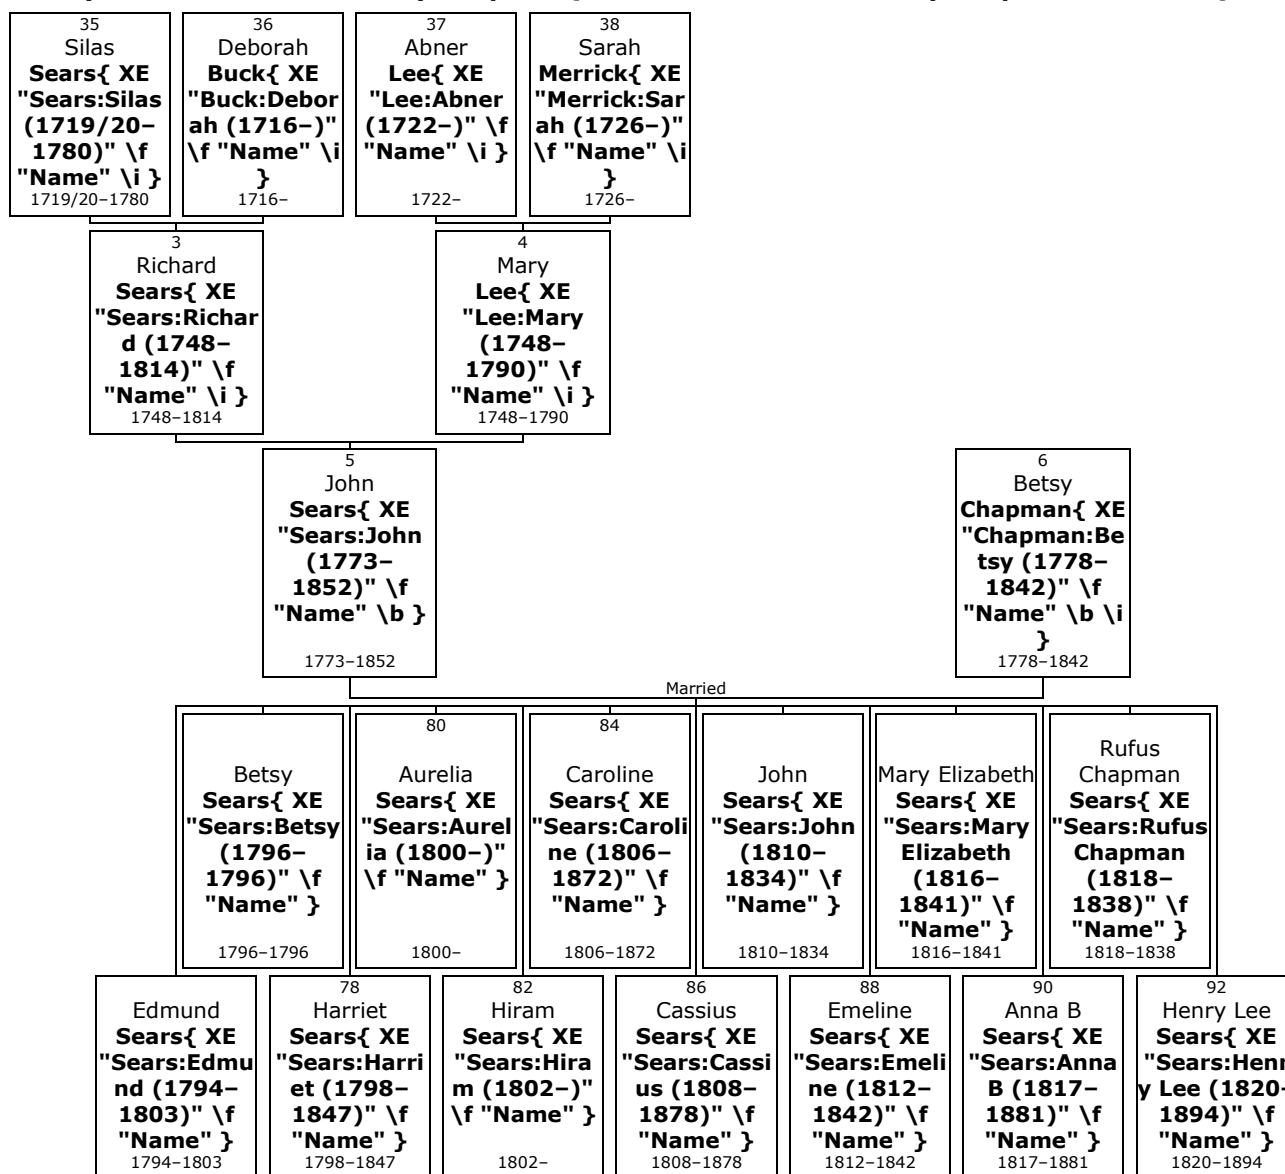 35
Silas
Sears{ XE
"Sears:Silas
(1719/20–
1780)" \f
"Name" \i }
1719/20–1780
36
Deborah
Buck{ XE
"Buck:Debor
ah (1716–)"
\f "Name" \i
}
1716–
37
Abner
Lee{ XE
"Lee:Abner
(1722–)" \f
"Name" \i }
1722–
38
Sarah
Merrick{ XE
"Merrick:Sar
ah (1726–)"
\f "Name" \i
}
1726–
3
Richard
Sears{ XE
"Sears:Richar
d (1748–
1814)" \f
"Name" \i }
1748–1814
4
Mary
Lee{ XE
"Lee:Mary
(1748–
1790)" \f
"Name" \i }
1748–1790
5
John
Sears{ XE
"Sears:John
(1773–
1852)" \f
"Name" \b }
1773–1852
6
Betsy
Chapman{ XE
"Chapman:Be
tsy (1778–
1842)" \f
"Name" \b \i
}
1778–1842
Married
Betsy
Sears{ XE
"Sears:Betsy
(1796–
1796)" \f
"Name" }
1796–1796
80
Aurelia
Sears{ XE
"Sears:Aurel
ia (1800–)"
\f "Name" }
1800–
84
Caroline
Sears{ XE
"Sears:Caroli
ne (1806–
1872)" \f
"Name" }
1806–1872
John
Sears{ XE
"Sears:John
(1810–
1834)" \f
"Name" }
1810–1834
Mary Elizabeth
Sears{ XE
"Sears:Mary
Elizabeth
(1816–
1841)" \f
"Name" }
1816–1841
Rufus
Chapman
Sears{ XE
"Sears:Rufus
Chapman
(1818–
1838)" \f
"Name" }
1818–1838
Edmund
Sears{ XE
"Sears:Edmu
nd (1794–
1803)" \f
"Name" }
1794–1803
78
Harriet
Sears{ XE
"Sears:Harri
et (1798–
1847)" \f
"Name" }
1798–1847
82
Hiram
Sears{ XE
"Sears:Hira
m (1802–)"
\f "Name" }
1802–
86
Cassius
Sears{ XE
"Sears:Cassi
us (1808–
1878)" \f
"Name" }
1808–1878
88
Emeline
Sears{ XE
"Sears:Emeli
ne (1812–
1842)" \f
"Name" }
1812–1842
90
Anna B
Sears{ XE
"Sears:Anna
B (1817–
1881)" \f
"Name" }
1817–1881
92
Henry Lee
Sears{ XE
"Sears:Henr
y Lee (1820–
1894)" \f
"Name" }
1820–1894